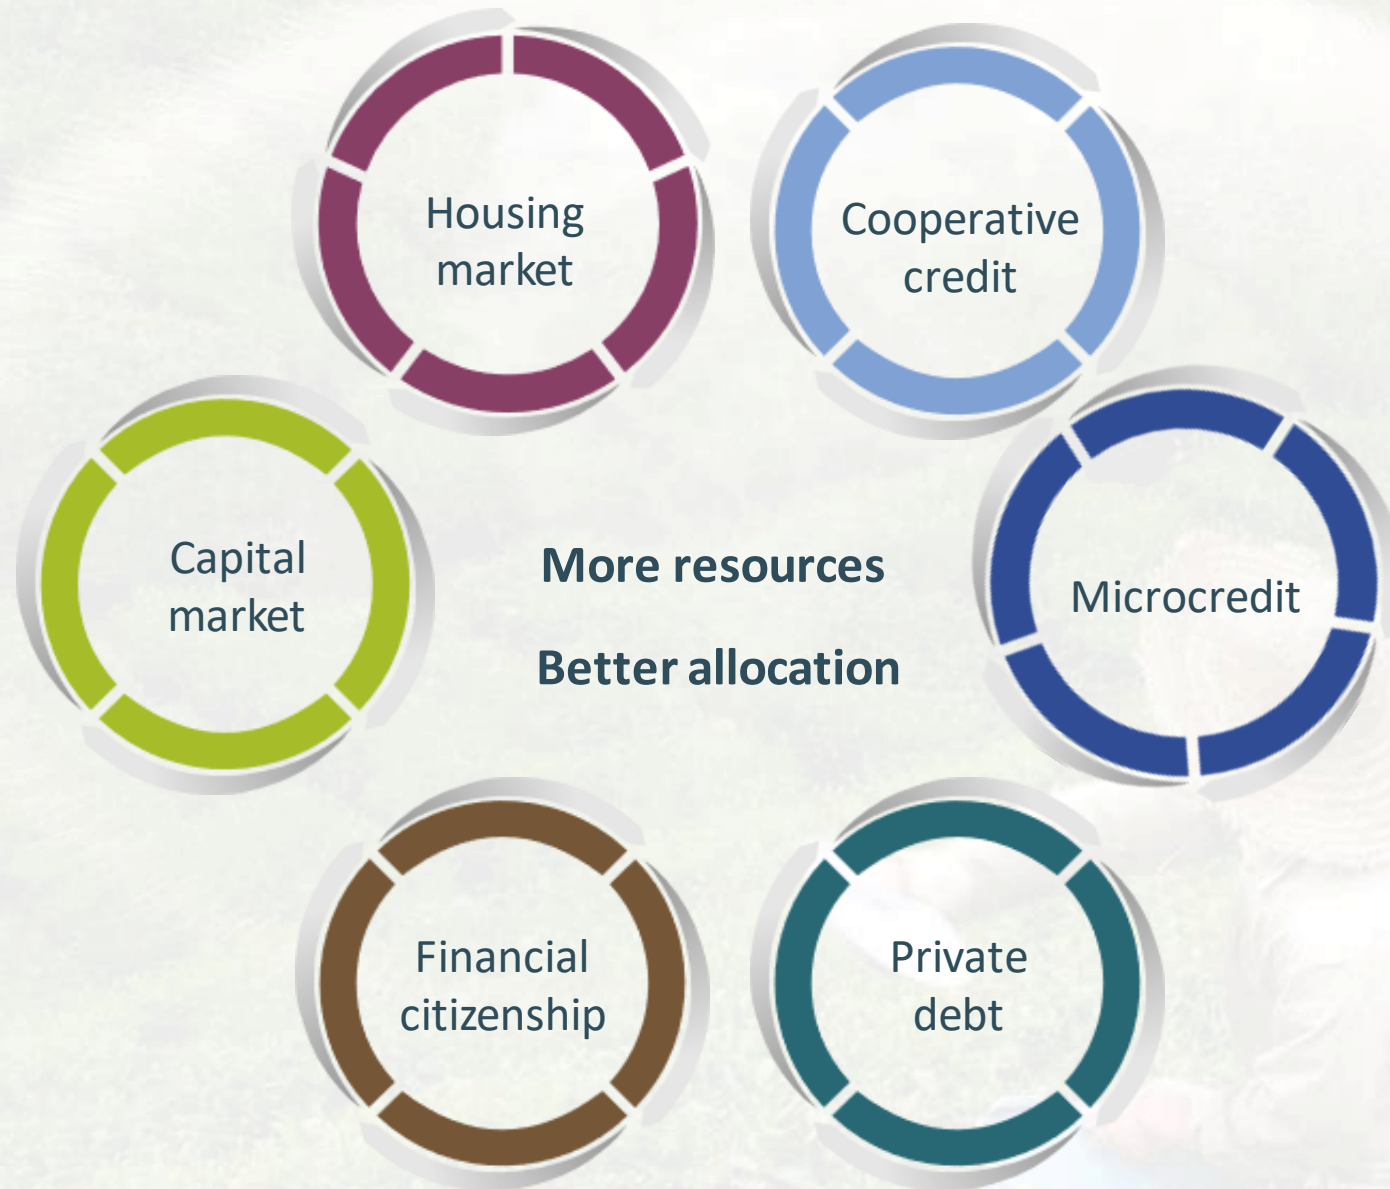 Housing
market
Cooperative
credit
Capital
market
More resources
Better allocation
Microcredit
Financial
citizenship
Private
debt